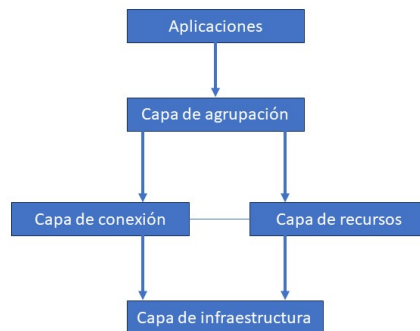 Aplicaciones
Capa de agrupación
Capa de conexión
Capa de recursos
Capa de infraestructura